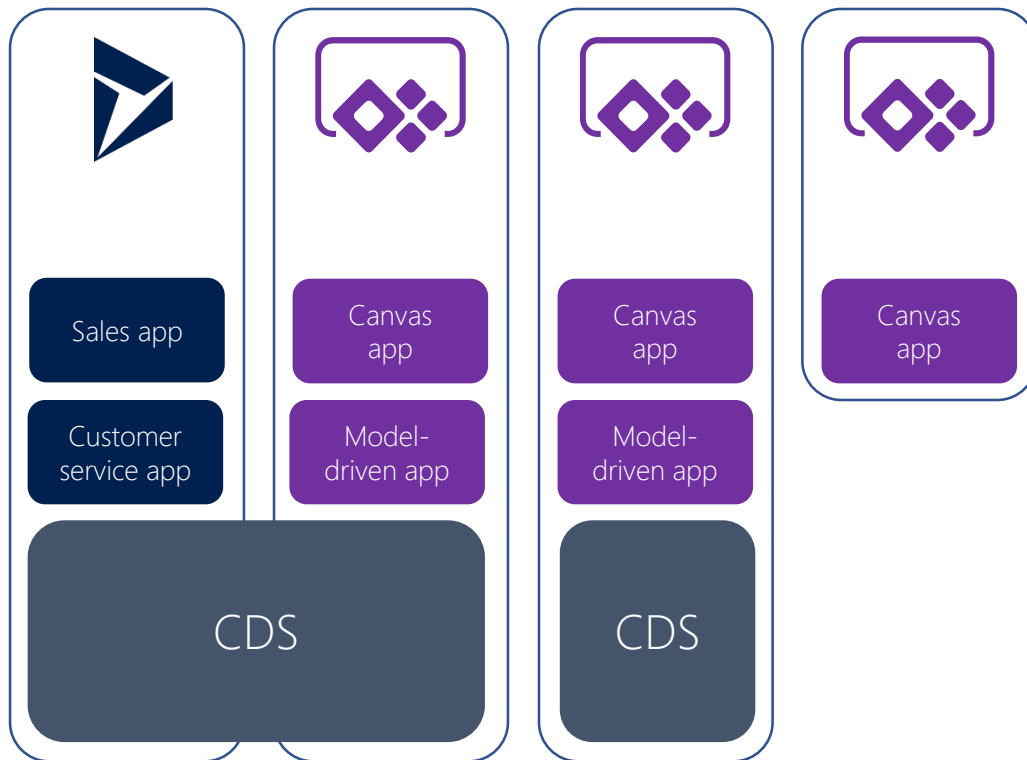 Sales app
Canvas
app
Canvas
app
Canvas
app
Customer
service app
Model-
driven app
Model-
driven app
CDS
CDS